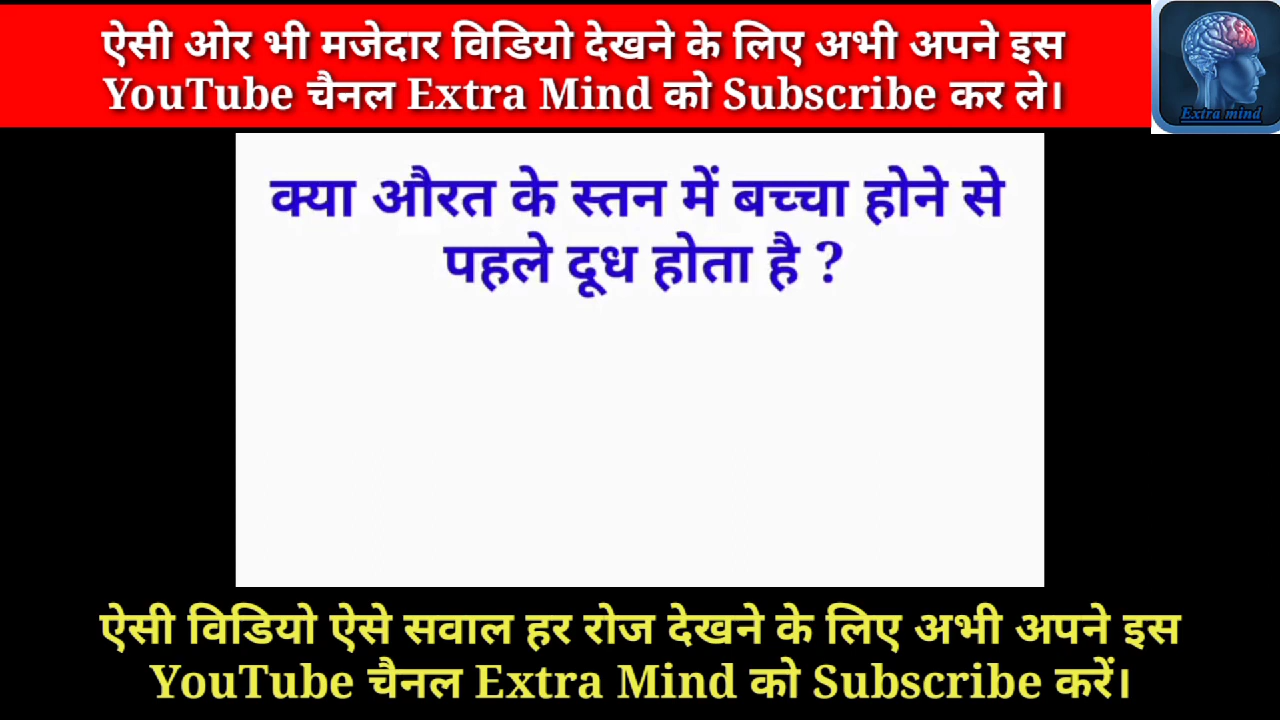 ऐसी ओर भी मजेदार विडियो देखने के लिए अभी अपने इस
YouTube चैनल Extra Mind को Subscribe कर ले।
Extra mind
क्या औरत के स्तन में बच्चा होने से
पहले दूध होता है ?
ऐसी विडियो ऐसे सवाल हर रोज देखने के लिए अभी अपने इस
YouTube चैनल Extra Mind को Subscribe करें।